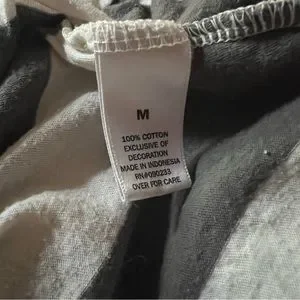 M
100% COTTON
EXCLUSIVE OF
DECORATION
MADE IN INDONESIA
RN#090233
OVER FOR CARE